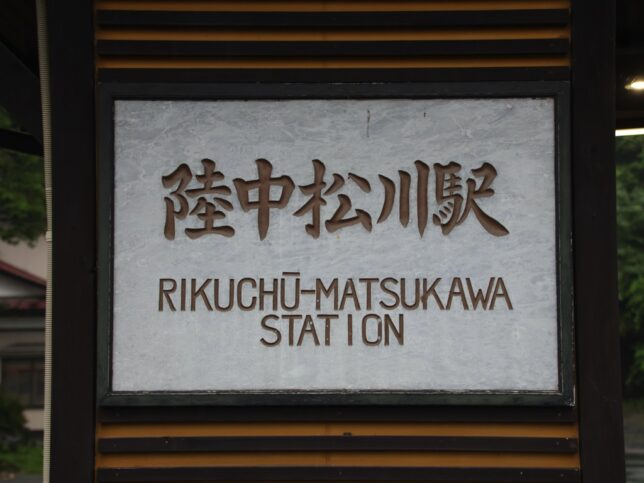 陸中松川駅
RIKUCHŪ-MATSUKAWA
STATION